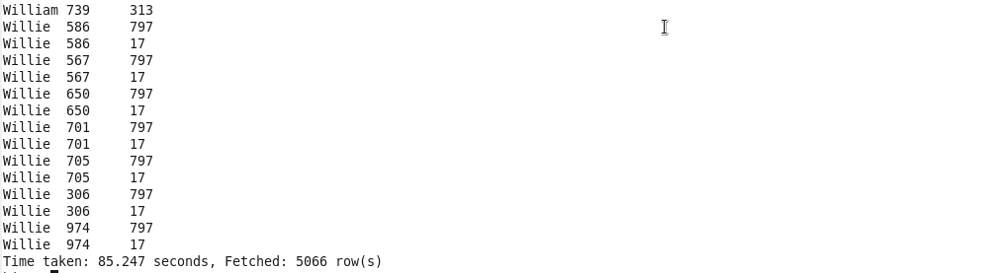 William 739 313
Willie 586 797
Willie 586 17
Willie 567 797
Willie 567 17
Willie 650 797
Willie 650 17
Willie 701 797
Willie 701 17
Willie 705 797
Willie 705 17
Willie 306 797
Willie 306 17
Willie 974 797
Willie 974 17
Time taken: 85.247 seconds, Fetched: 5066 row(s)